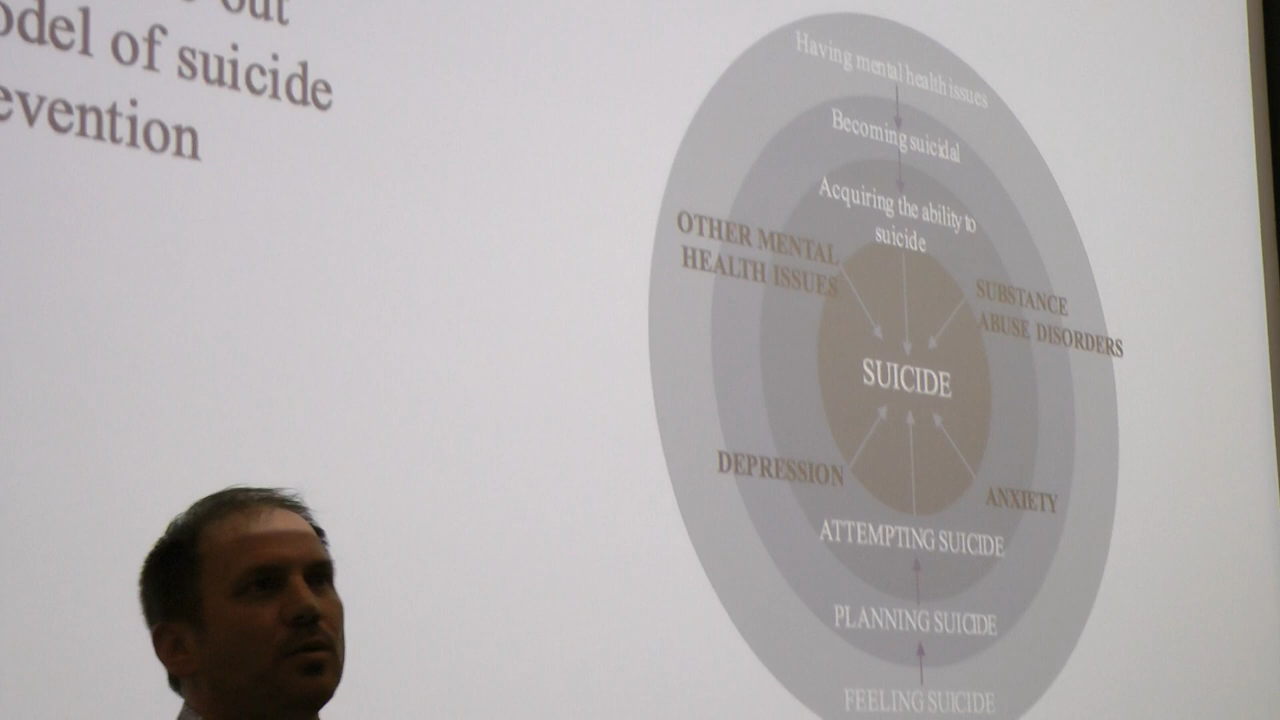 out
odel of suicide
evention
Having mental health issues
Becoming suicidal
Acquiring the ability to
suicide
OTHER MENTAL
HEALTH ISSUES
SUBSTANCE
ABUSE DISORDERS
SUICIDE
DEPRESSION
ANXIETY
ATTEMPTING SUICIDE
PLANNING SUICIDE
FEELING SUICIDE